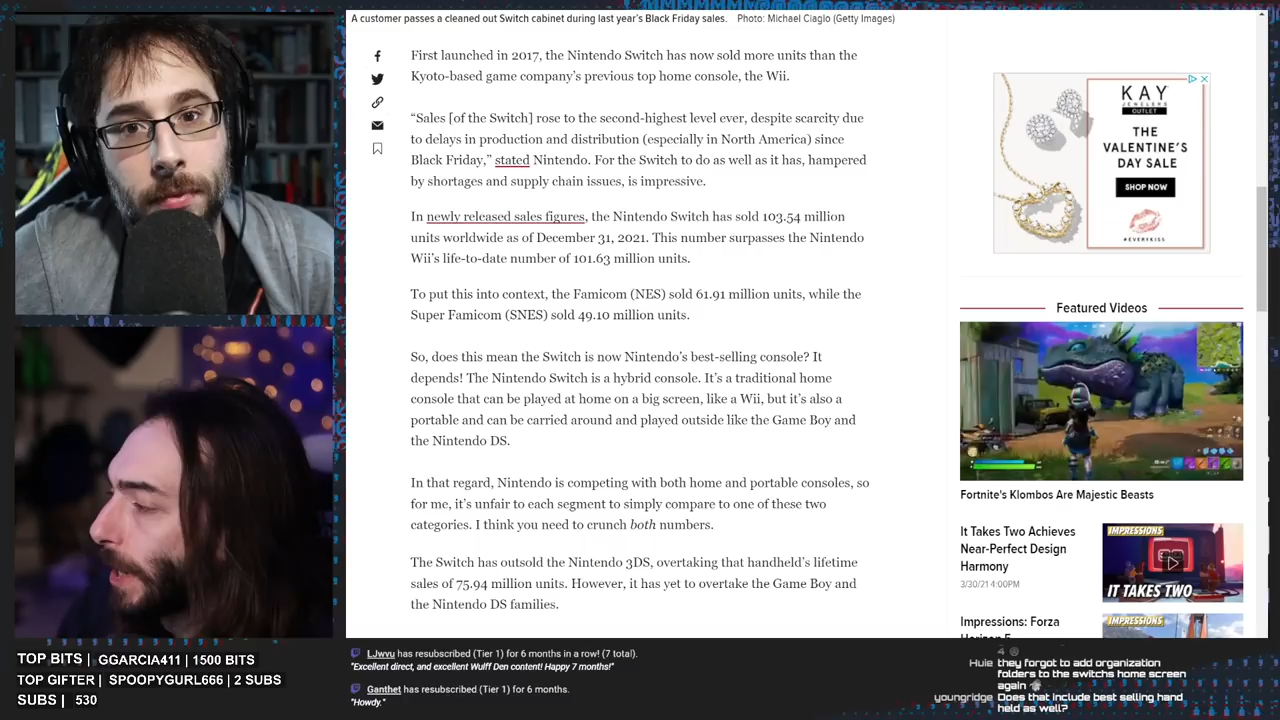 A customer passes a cleaned out Switch cabinet during last year's Black Friday sales. Photo: Michael Ciaglo (Getty Images)
First launched in 2017, the Nintendo Switch has now sold more units than the
Kyoto-based game company's previous top home console, the Wii.
“Sales [of the Switch] rose to the second-highest level ever, despite scarcity due
to delays in production and distribution (especially in North America) since
Black Friday,” stated Nintendo. For the Switch to do as well as it has, hampered
by shortages and supply chain issues, is impressive.
In newly released sales figures, the Nintendo Switch has sold 103.54 million
units worldwide as of December 31, 2021. This number surpasses the Nintendo
Wii's life-to-date number of 101.63 million units.
To put this into context, the Famicom (NES) sold 61.91 million units, while the
Super Famicom (SNES) sold 49.10 million units.
So, does this mean the Switch is now Nintendo's best-selling console? It
depends! The Nintendo Switch is a hybrid console. It's a traditional home
console that can be played at home on a big screen, like a Wii, but it's also a
portable and can be carried around and played outside like the Game Boy and
the Nintendo DS.
In that regard, Nintendo is competing with both home and portable consoles, so
for me, it's unfair to each segment to simply compare to one of these two
categories. I think you need to crunch both numbers.
The Switch has outsold the Nintendo 3DS, overtaking that handheld's lifetime
sales of 75.94 million units. However, it has yet to overtake the Game Boy and
the Nintendo DS families.
KAY
JEWELERS
OUTLET
THE
VALENTINE'S
DAY SALE
SHOP NOW
#EVERYKISS
Featured Videos
Fortnite's Klombos Are Majestic Beasts
It Takes Two Achieves
Near-Perfect Design
Harmony
3/30/21 4:00PM
IMPRESSIONS
IT TAKES TWO
Impressions: Forza
IMPRESSIONS
TOP BITS | GGARCIA411 | 1500 BITS
TOP GIFTER | SPOOPYGURL666 | 2 SUBS
SUBS | 530
LJwvu has resubscribed (Tier 1) for 6 months in a row! (7 total).
"Excellent direct, and excellent Wulff Den content! Happy 7 months!"
Ganthet has resubscribed (Tier 1) for 6 months.
"Howdy."
4
Huie they forgot to add organization
folders to the switchs home screen
again
youngridge Does that include best selling hand
held as well?